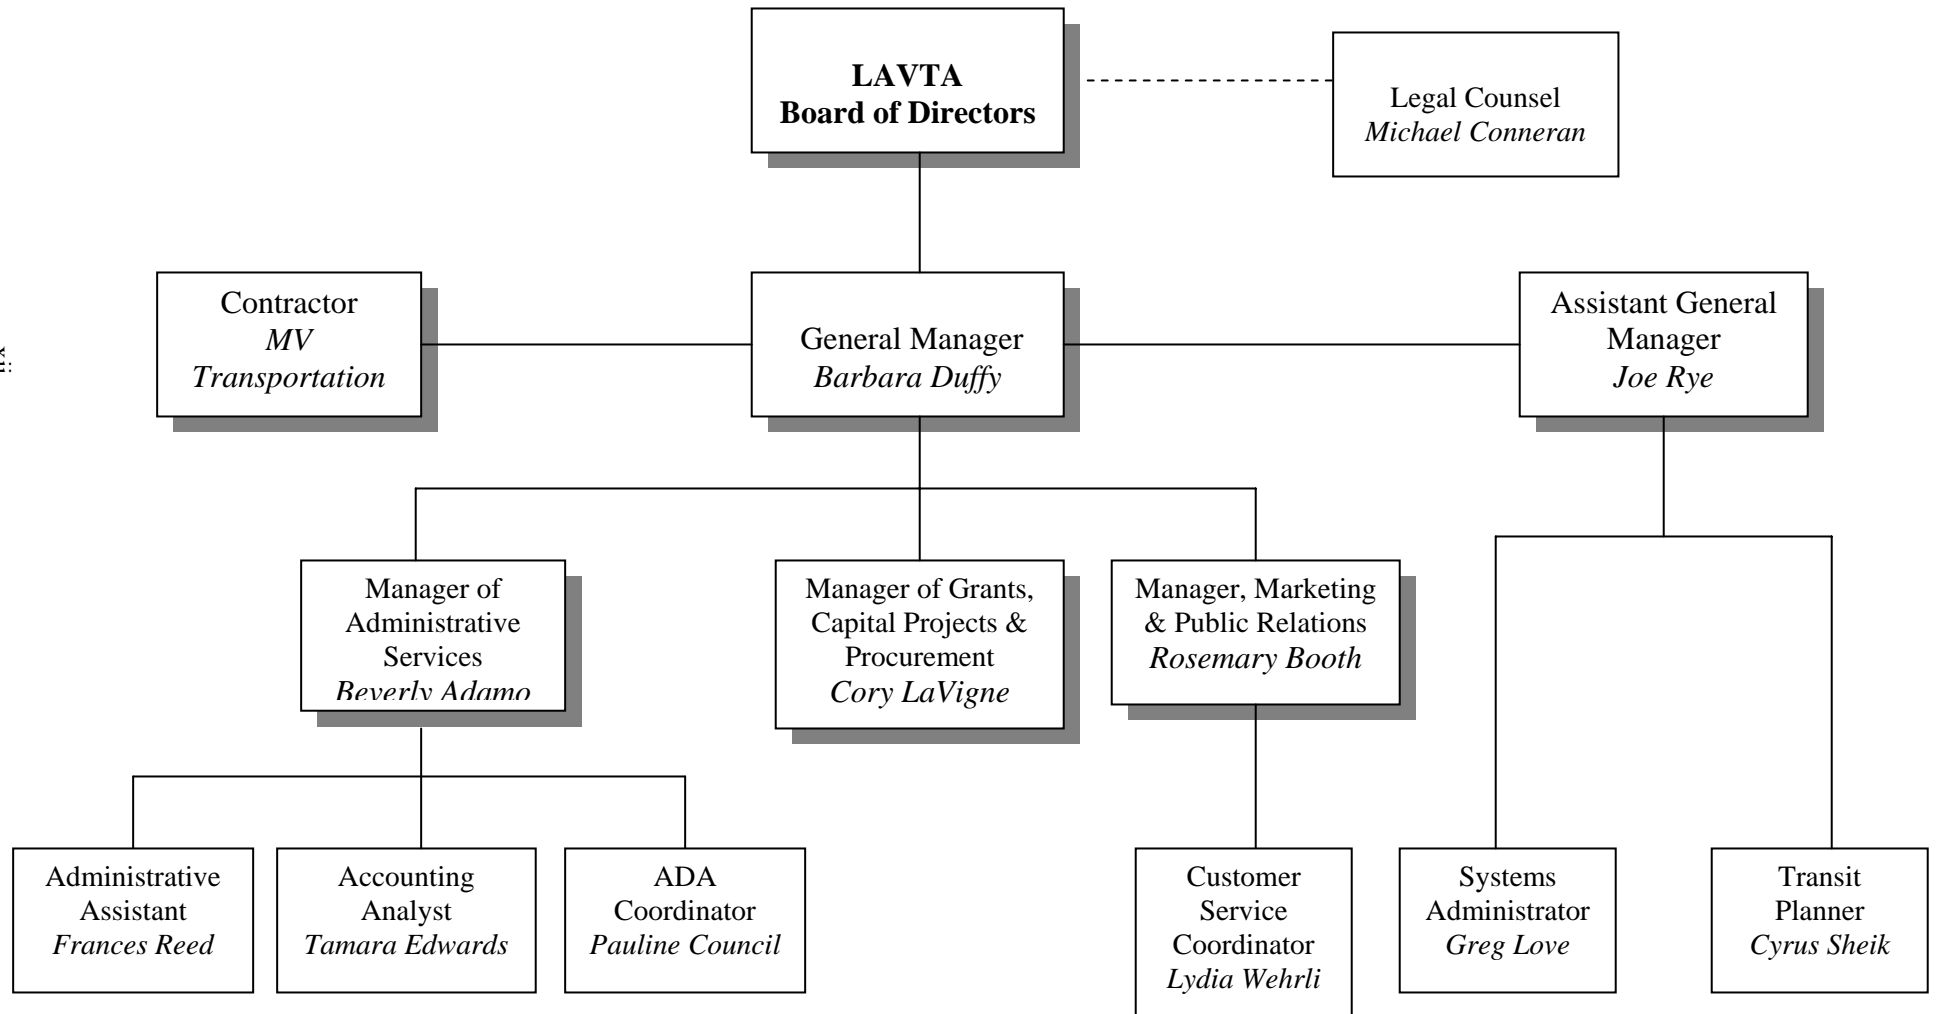 LAVTA
Board of Directors
Legal Counsel
Michael Conneran
Contractor
MV
Transportation
General Manager
Barbara Duffy
Assistant General
Manager
Joe Rye
xii
Manager of
Administrative
Services
Beverly Adamo
Manager of Grants,
Capital Projects &
Procurement
Cory LaVigne
Manager, Marketing
& Public Relations
Rosemary Booth
Administrative
Assistant
Frances Reed
Accounting
Analyst
Tamara Edwards
ADA
Coordinator
Pauline Council
Customer
Service
Coordinator
Lydia Wehrli
Systems
Administrator
Greg Love
Transit
Planner
Cyrus Sheik